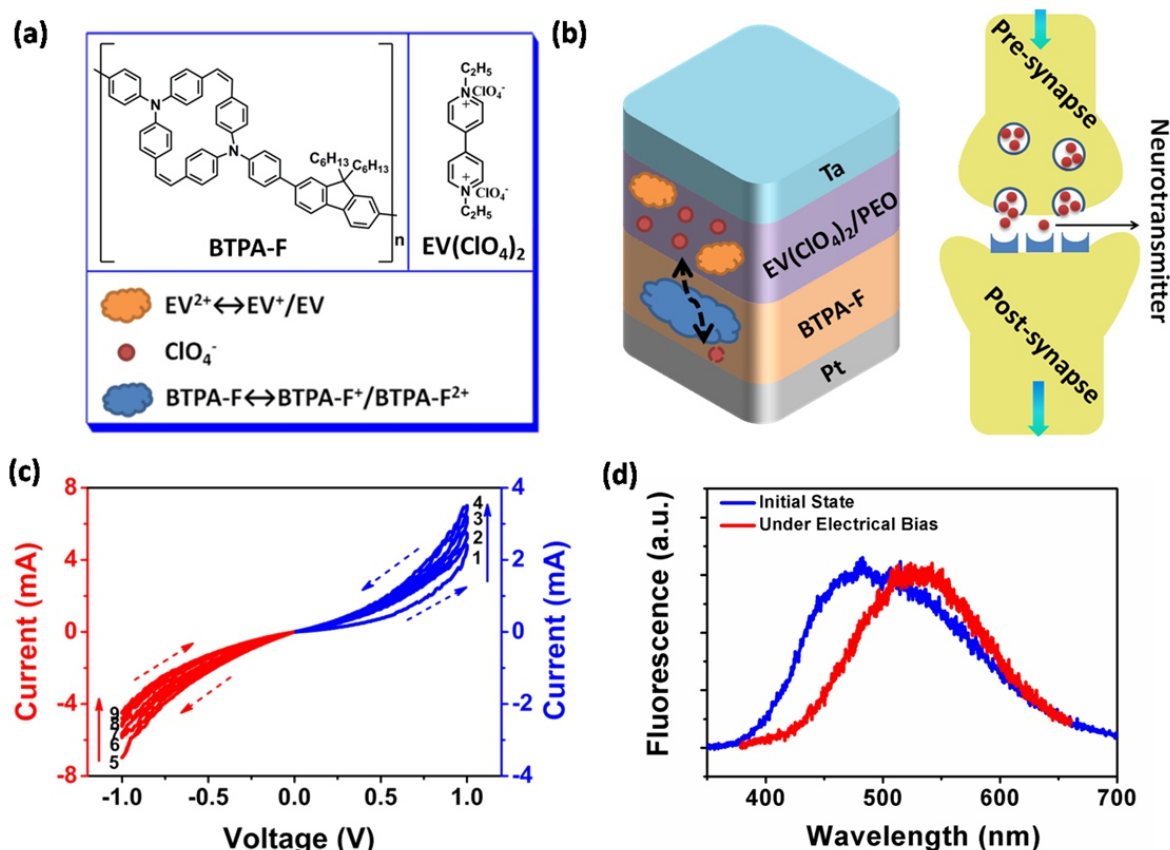 (a)
C₆H₁₃
C₆H₁₃
N
N
n
BTPA-F
C₂H₅
N ClO₄⁻
+
+
N ClO₄⁻
C₂H₅
EV(ClO₄)₂
EV²⁺↔EV⁺/EV
ClO₄⁻
BTPA-F↔BTPA-F⁺/BTPA-F²⁺
(b)
Ta
EV(ClO₄)₂/PEO
BTPA-F
Pt
Pre-synapse
Neurotransmitter
Post-synapse
(c)
Current (mA)
8
4
0
-4
-8
4
3
2
1
9
8
7
6
5
4
2
0
-2
-4
Current (mA)
-1.0 -0.5 0.0 0.5 1.0
Voltage (V)
(d)
Fluorescence (a.u.)
Initial State
Under Electrical Bias
400 500 600 700
Wavelength (nm)